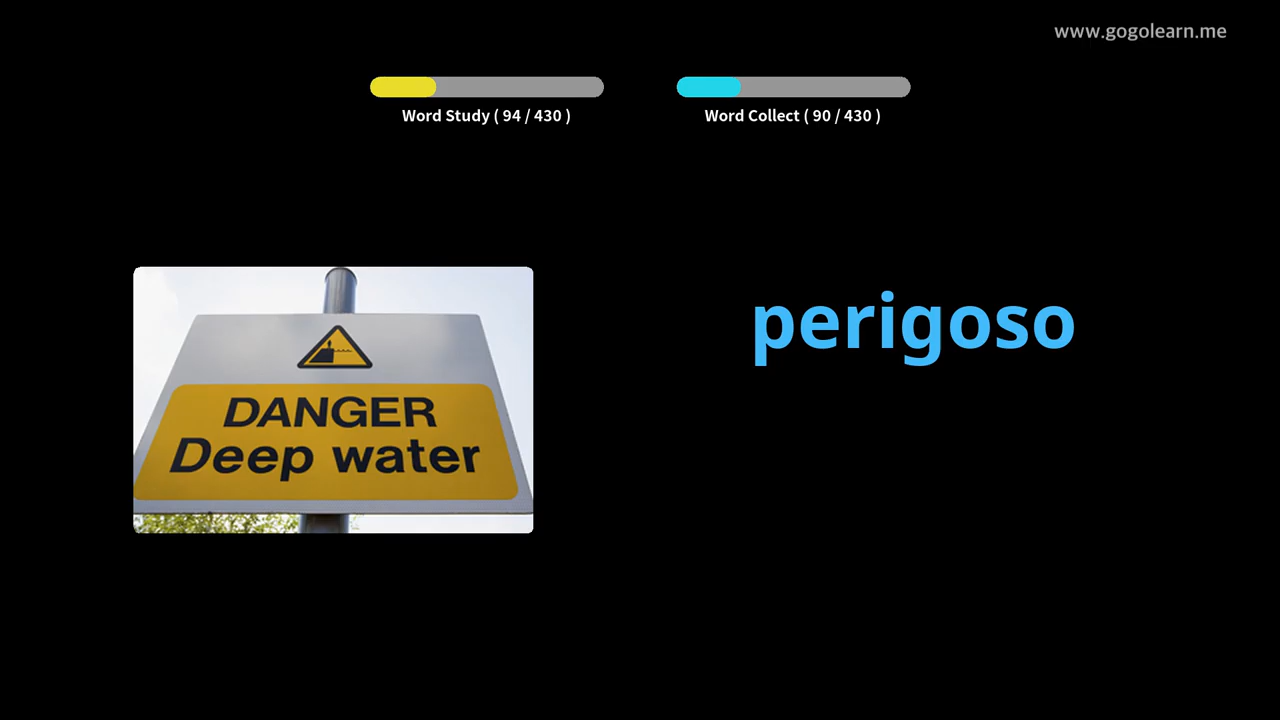 www.gogolearn.me
Word Study ( 94 / 430 )
Word Collect ( 90 / 430 )
perigoso
DANGER
Deep water